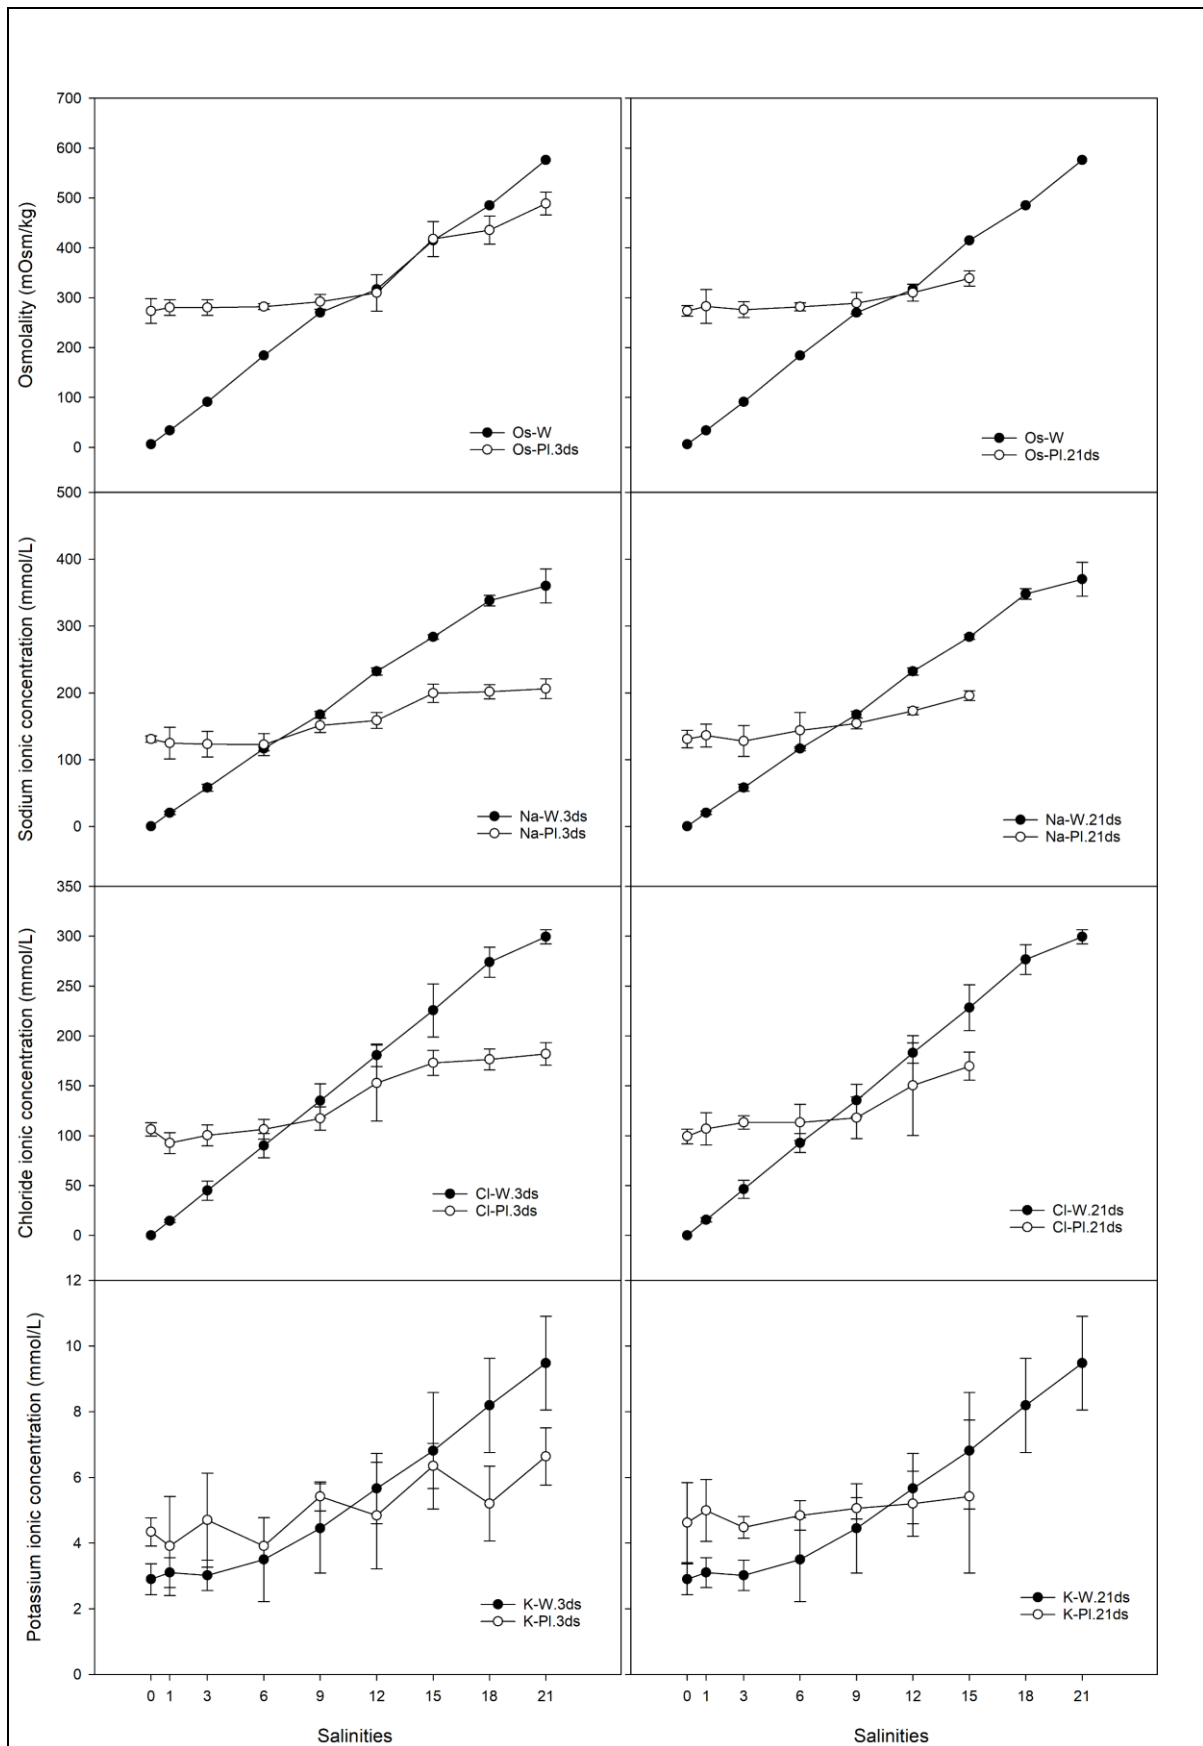 700
600
500
400
300
200
100
0
Osmolality (mOsm/kg)
Os-W
Os-Pl.3ds
Os-W
Os-Pl.21ds
500
400
300
200
100
0
Sodium ionic concentration (mmol/L)
Na-W.3ds
Na-Pl.3ds
Na-W.21ds
Na-Pl.21ds
350
300
250
200
150
100
50
0
Chloride ionic concentration (mmol/L)
Cl-W.3ds
Cl-Pl.3ds
Cl-W.21ds
Cl-Pl.21ds
12
10
8
6
4
2
0
Potassium ionic concentration (mmol/L)
K-W.3ds
K-Pl.3ds
K-W.21ds
K-Pl.21ds
0 1 3 6 9 12 15 18 21
0 1 3 6 9 12 15 18 21
Salinities
Salinities